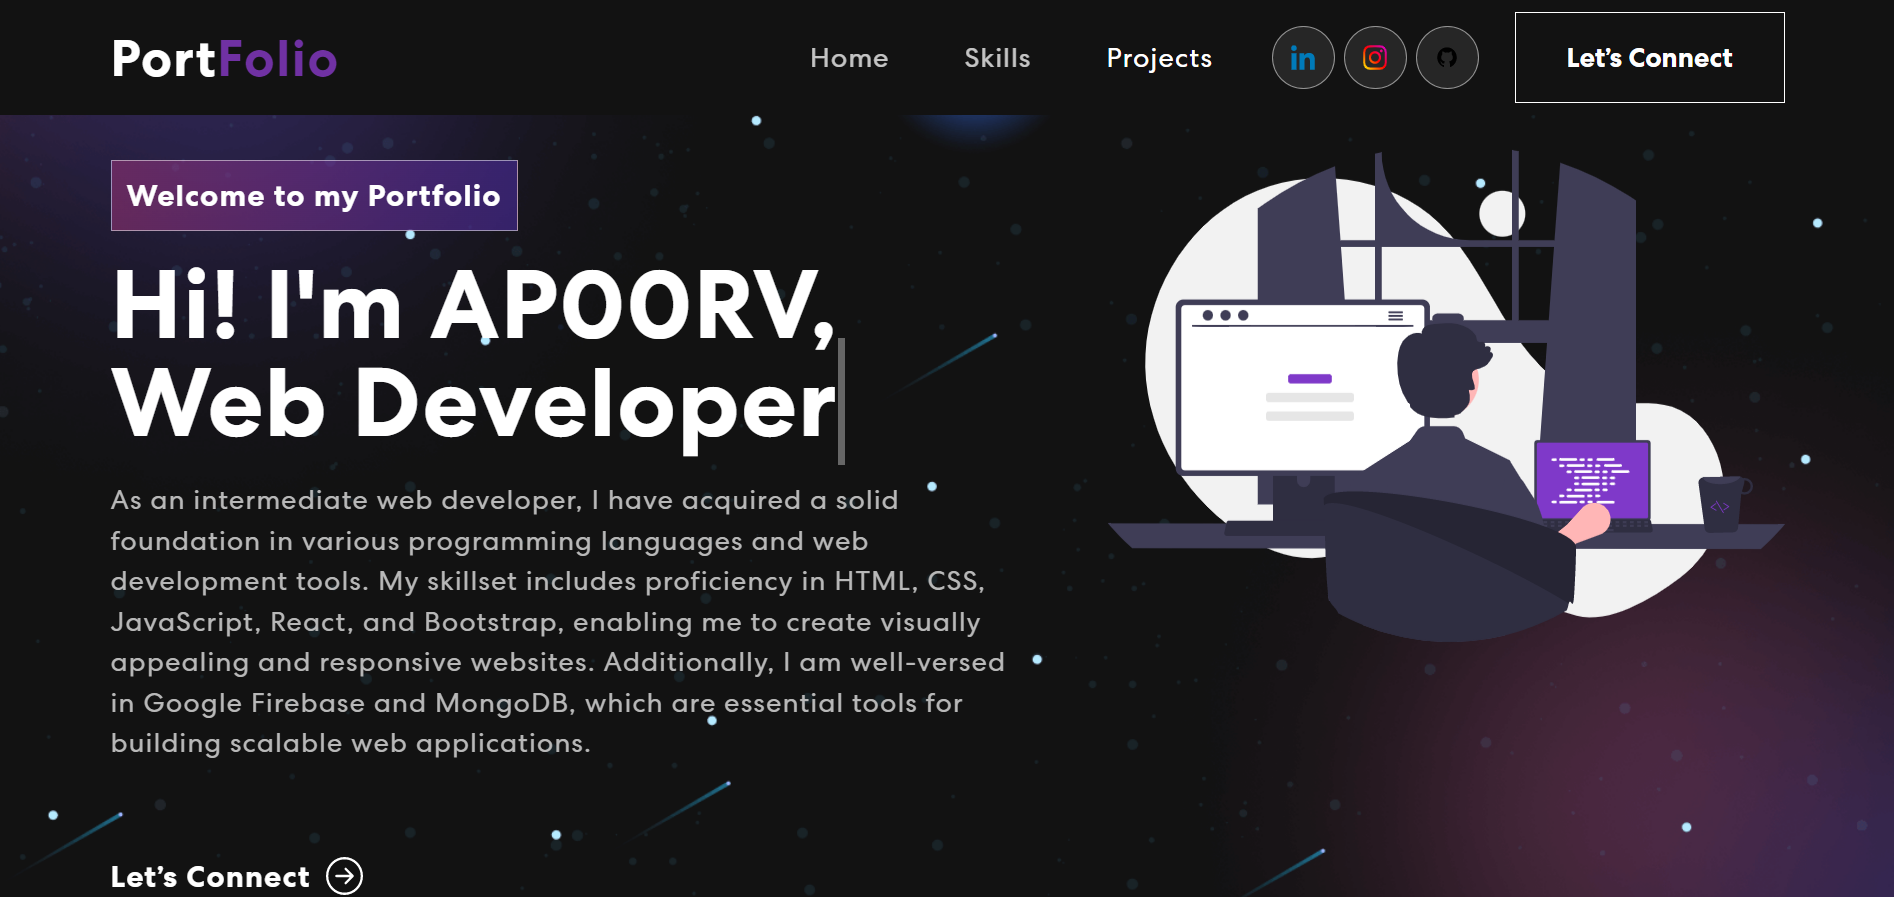 PortFolio
Home
Skills
Projects
in
Let's Connect
Welcome to my Portfolio
Hi! I'm AP00RV,
Web Developer
As an intermediate web developer, I have acquired a solid
foundation in various programming languages and web
development tools. My skillset includes proficiency in HTML, CSS,
JavaScript, React, and Bootstrap, enabling me to create visually
appealing and responsive websites. Additionally, I am well-versed
in Google Firebase and MongoDB, which are essential tools for
building scalable web applications.
Let’s Connect